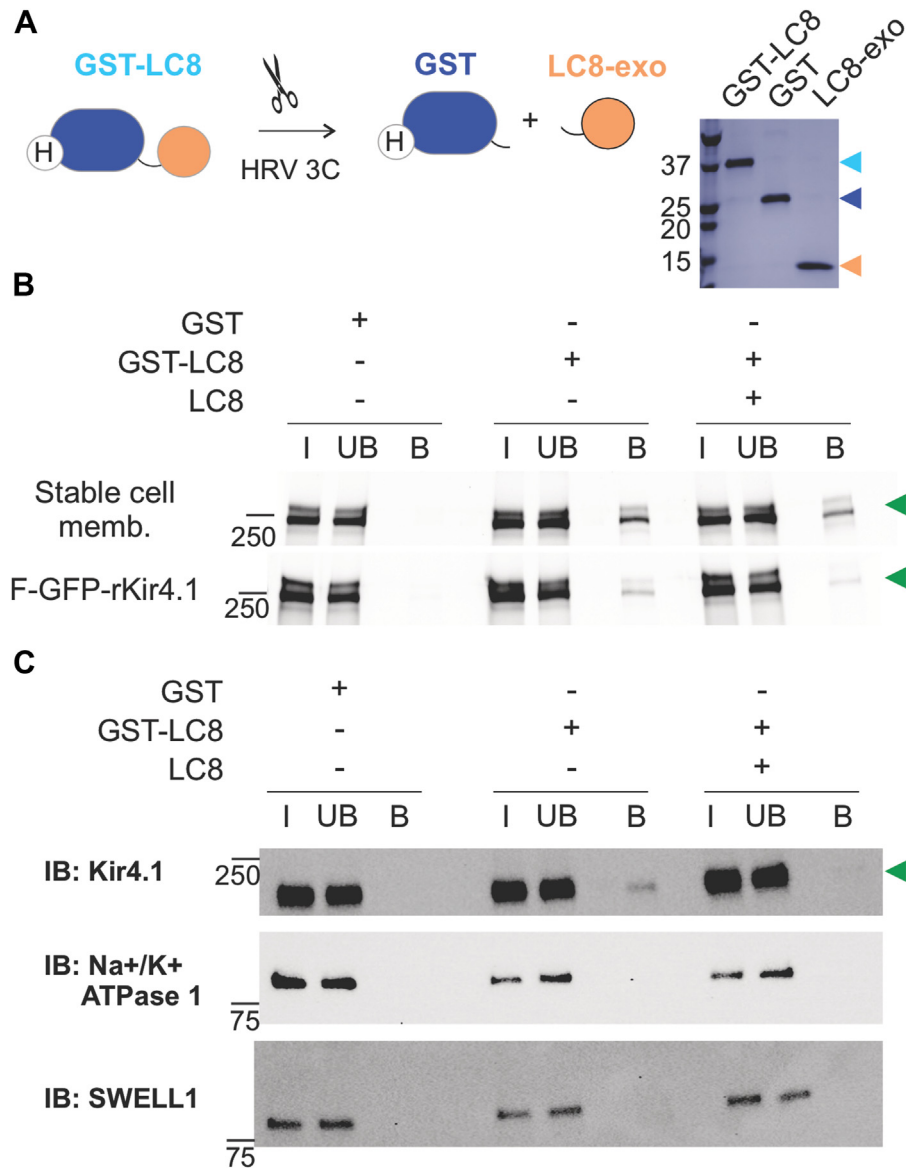 A
GST-LC8
GST
LC8-exo
H
HRV 3C
H
+
GST-LC8
GST
LC8-exo
37
25
20
15
B
GST + - -
GST-LC8 - + +
LC8 - - +
I UB B I UB B I UB B
Stable cell
memb.
250
F-GFP-rKir4.1
250
C
GST + - -
GST-LC8 - + +
LC8 - - +
I UB B I UB B I UB B
IB: Kir4.1
250
IB: Na+/K+
ATPase 1
75
IB: SWELL1
75